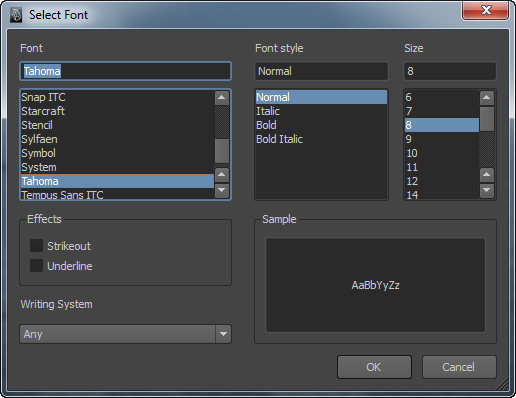 Select Font
Font
Font style
Size
Tahoma
Normal
8
Snap ITC
Starcraft
Stencil
Sylfaen
Symbol
System
Tahoma
Tempus Sans ITC
Normal
Italic
Bold
Bold Italic
6
7
8
9
10
11
12
14
Effects
Strikeout
Underline
Sample
AaBbYyZz
Writing System
Any
OK
Cancel